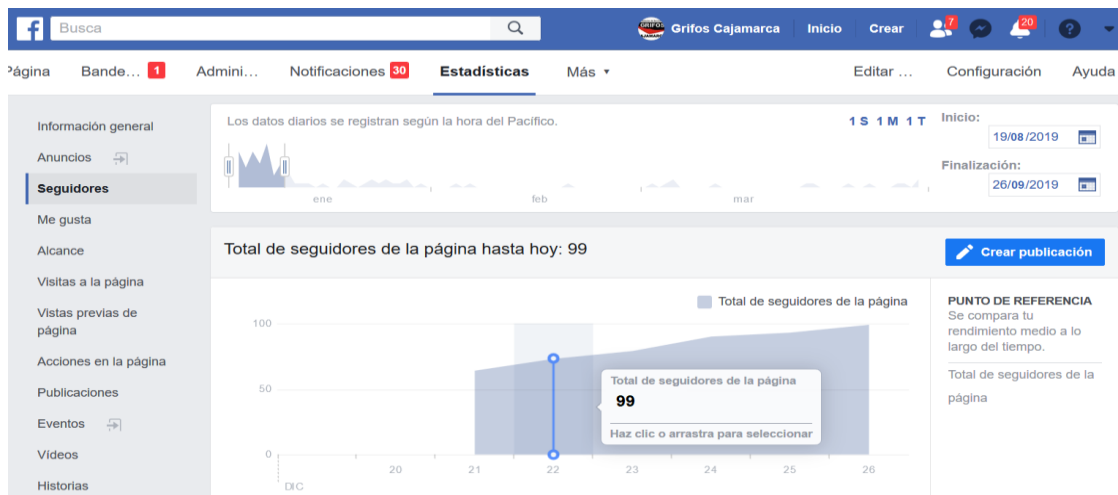 f Busca GRIFOS Grifos Cajamarca Inicio Crear 7 20 ?
Página Bande... 1 Admini... Notificaciones 30 Estadísticas Más Editar ... Configuración Ayuda
Información general
Anuncios
Seguidores
Me gusta
Alcance
Visitas a la página
Vistas previas de
página
Acciones en la página
Publicaciones
Eventos
Vídeos
Historias
Los datos diarios se registran según la hora del Pacífico.
1 S 1 M 1 T
Inicio:
19/08/2019
Finalización:
26/09/2019
ene feb mar
Total de seguidores de la página hasta hoy: 99
Crear publicación
Total de seguidores de la página
100
50
0
20 21 22 23 24 25 26
DIC
Total de seguidores de la página
99
Haz clic o arrastra para seleccionar
PUNTO DE REFERENCIA
Se compara tu
rendimiento medio a lo
largo del tiempo.
Total de seguidores de la
página